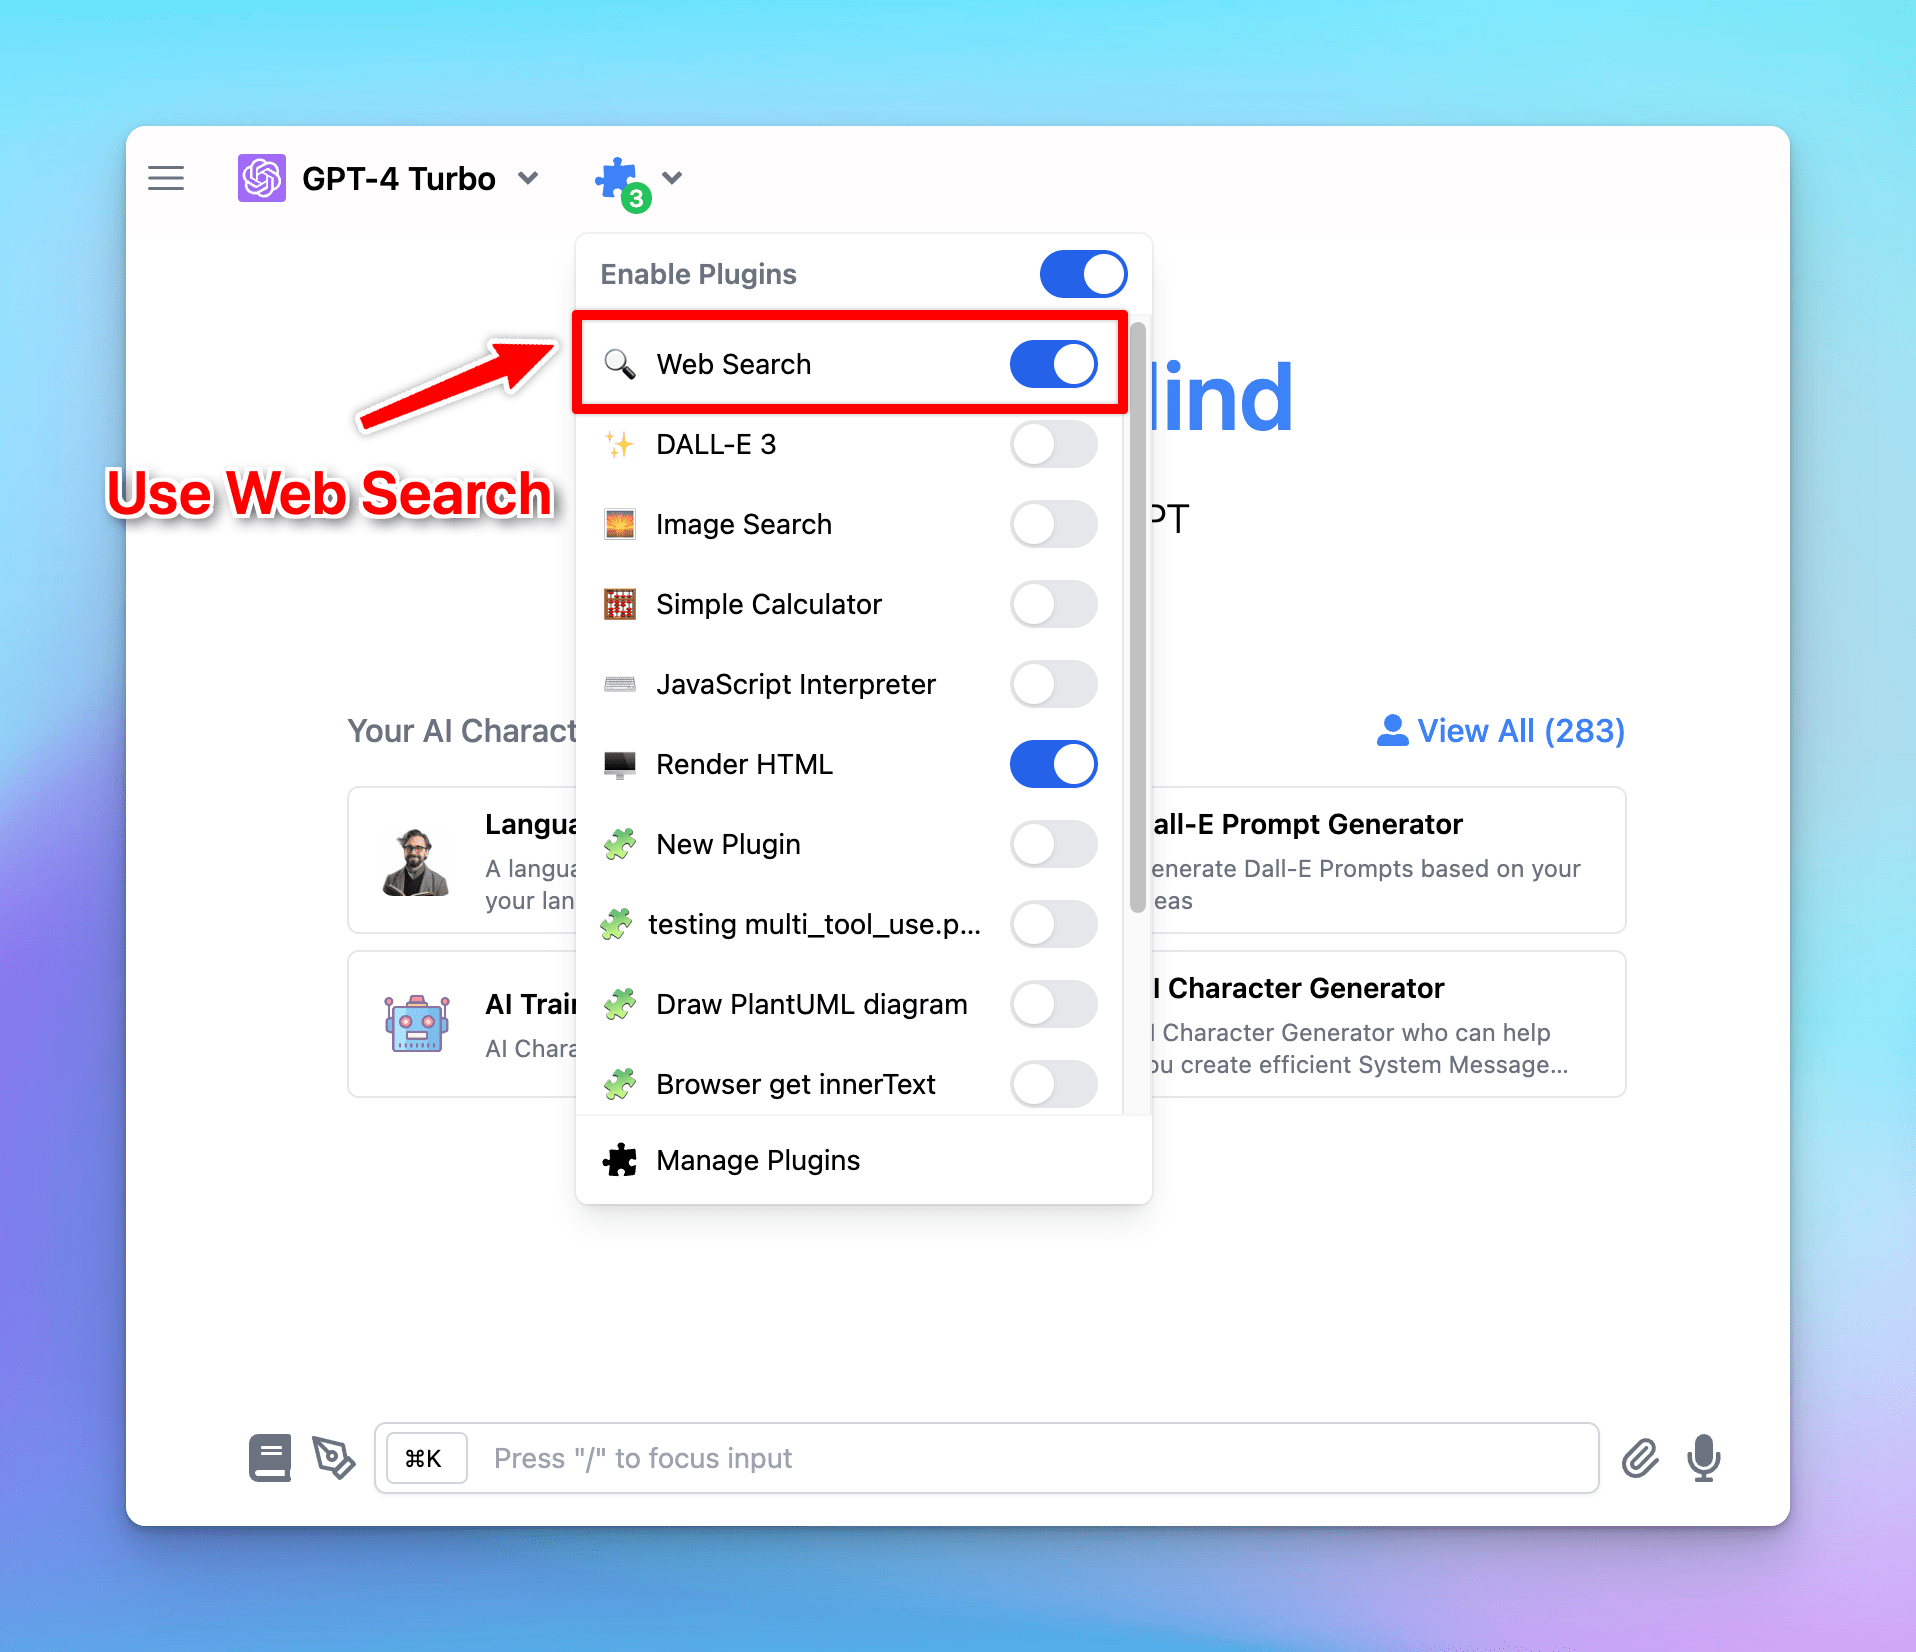 GPT-4 Turbo
3
Enable Plugins
Web Search
Use Web Search
DALL-E 3
Image Search
Simple Calculator
JavaScript Interpreter
Render HTML
New Plugin
testing multi_tool_use.p...
Draw PlantUML diagram
Browser get innerText
Manage Plugins
ind
PT
Your AI Charact
View All (283)
Langua
A langua
your lan
all-E Prompt Generator
enerate Dall-E Prompts based on your
eas
AI Train
AI Chara
I Character Generator
I Character Generator who can help
ou create efficient System Message...
⌘K
Press "/" to focus input